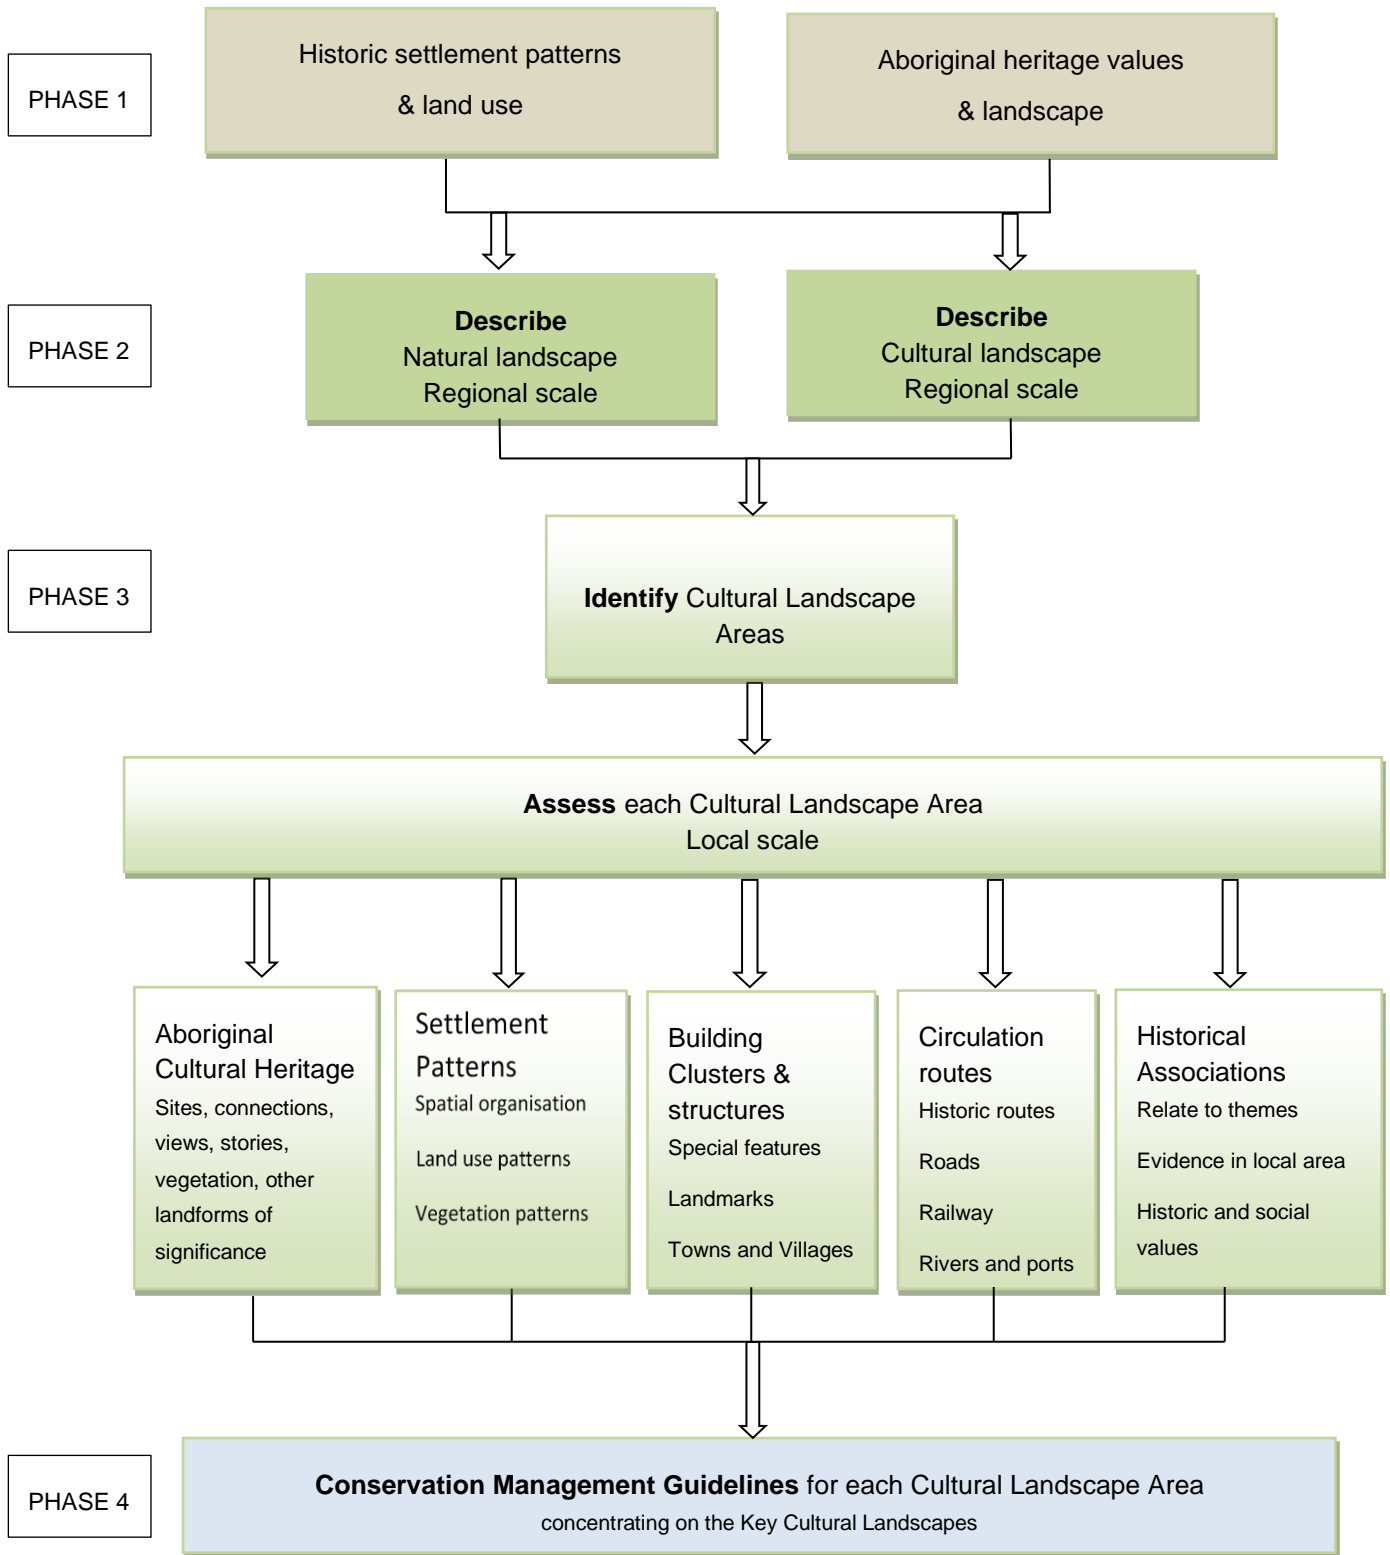 PHASE 1
Historic settlement patterns
& land use
Aboriginal heritage values
& landscape
PHASE 2
Describe
Natural landscape
Regional scale
Describe
Cultural landscape
Regional scale
PHASE 3
Identify Cultural Landscape
Areas
Assess each Cultural Landscape Area
Local scale
Aboriginal
Cultural Heritage
Sites, connections,
views, stories,
vegetation, other
landforms of
significance
Settlement
Patterns
Spatial organisation
Land use patterns
Vegetation patterns
Building
Clusters &
structures
Special features
Landmarks
Towns and Villages
Circulation
routes
Historic routes
Roads
Railway
Rivers and ports
Historical
Associations
Relate to themes
Evidence in local area
Historic and social
values
PHASE 4
Conservation Management Guidelines for each Cultural Landscape Area
concentrating on the Key Cultural Landscapes